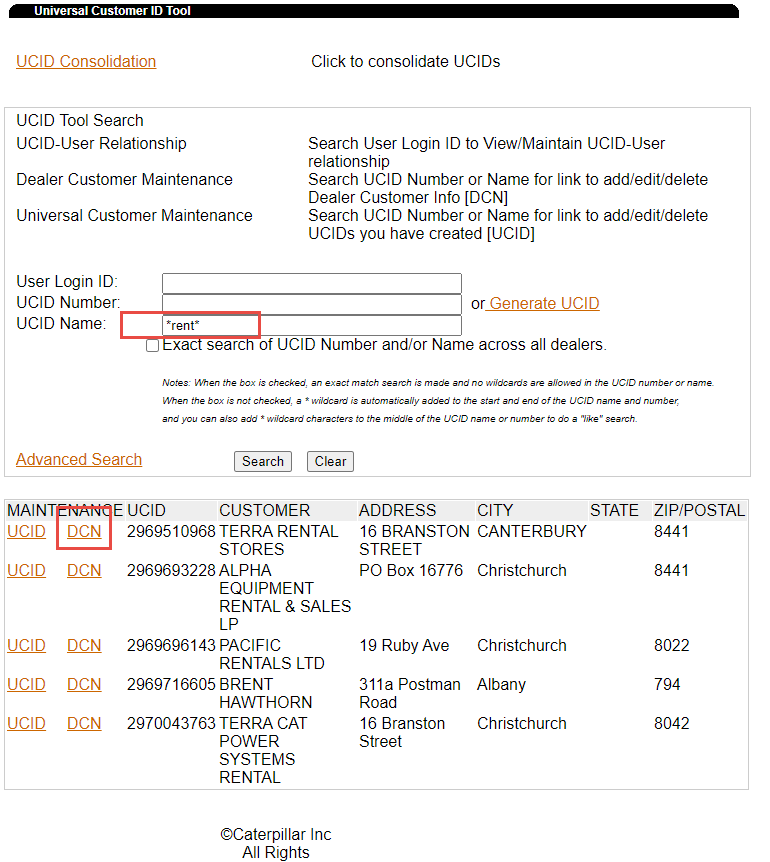 Universal Customer ID Tool
UCID Consolidation Click to consolidate UCIDs
UCID Tool Search
UCID-User Relationship Search User Login ID to View/Maintain UCID-User
relationship
Dealer Customer Maintenance Search UCID Number or Name for link to add/edit/delete
Dealer Customer Info [DCN]
Universal Customer Maintenance Search UCID Number or Name for link to add/edit/delete
UCIDs you have created [UCID]
User Login ID:
UCID Number: or Generate UCID
UCID Name: *rent*
Exact search of UCID Number and/or Name across all dealers.
Notes: When the box is checked, an exact match search is made and no wildcards are allowed in the UCID number or name.
When the box is not checked, a * wildcard is automatically added to the start and end of the UCID name and number,
and you can also add * wildcard characters to the middle of the UCID name or number to do a "like" search.
Advanced Search Search Clear
MAINTENANCE UCID CUSTOMER ADDRESS CITY STATE ZIP/POSTAL
UCID DCN 2969510968 TERRA RENTAL 16 BRANSTON CANTERBURY 8441
STORES STREET
UCID DCN 2969693228 ALPHA PO Box 16776 Christchurch 8441
EQUIPMENT
RENTAL & SALES
LP
UCID DCN 2969696143 PACIFIC 19 Ruby Ave Christchurch 8022
RENTALS LTD
UCID DCN 2969716605 BRENT 311a Postman Albany 794
HAWTHORN Road
UCID DCN 2970043763 TERRA CAT 16 Branston Christchurch 8042
POWER Street
SYSTEMS
RENTAL
©Caterpillar Inc
All Rights